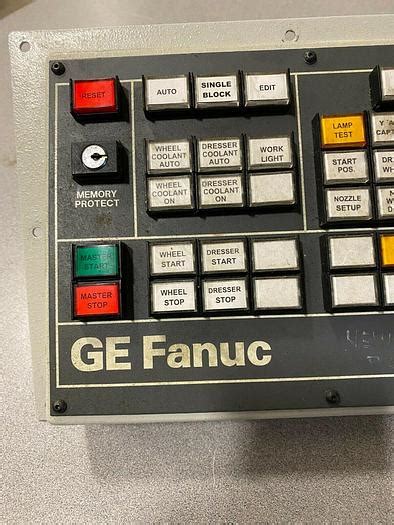 RESET
AUTO
SINGLE
BLOCK
EDIT
LAMP
TEST
WHEEL
COOLANT
AUTO
DRESSER
COOLANT
AUTO
WORK
LIGHT
START
POS.
MEMORY
PROTECT
WHEEL
COOLANT
ON
DRESSER
COOLANT
ON
NOZZLE
SETUP
MASTER
START
WHEEL
START
DRESSER
START
MASTER
STOP
WHEEL
STOP
DRESSER
STOP
GE Fanuc